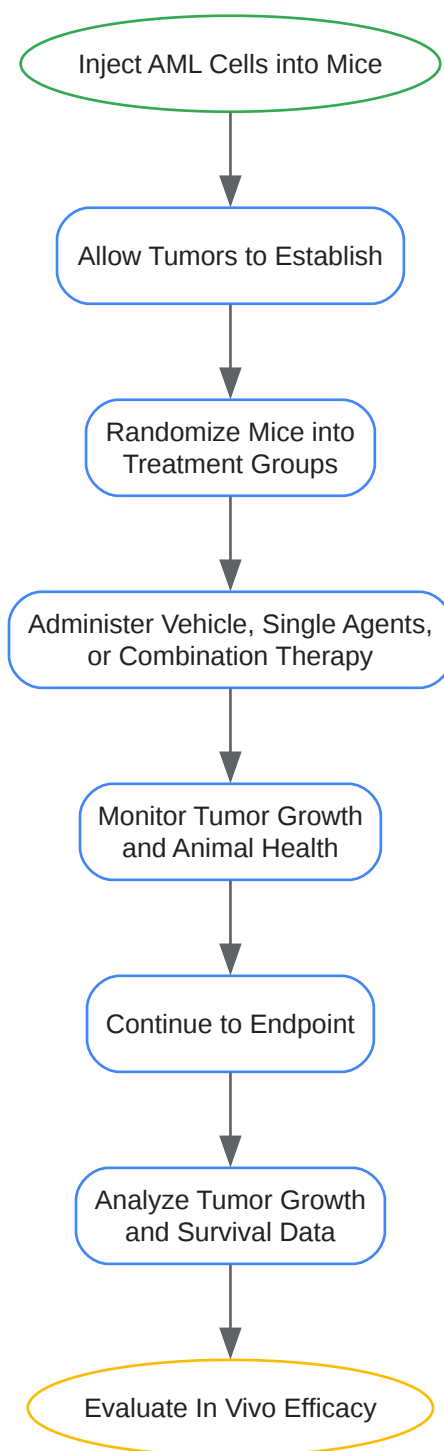 Inject AML Cells into Mice
Allow Tumors to Establish
Randomize Mice into
Treatment Groups
Administer Vehicle, Single Agents,
or Combination Therapy
Monitor Tumor Growth
and Animal Health
Continue to Endpoint
Analyze Tumor Growth
and Survival Data
Evaluate In Vivo Efficacy